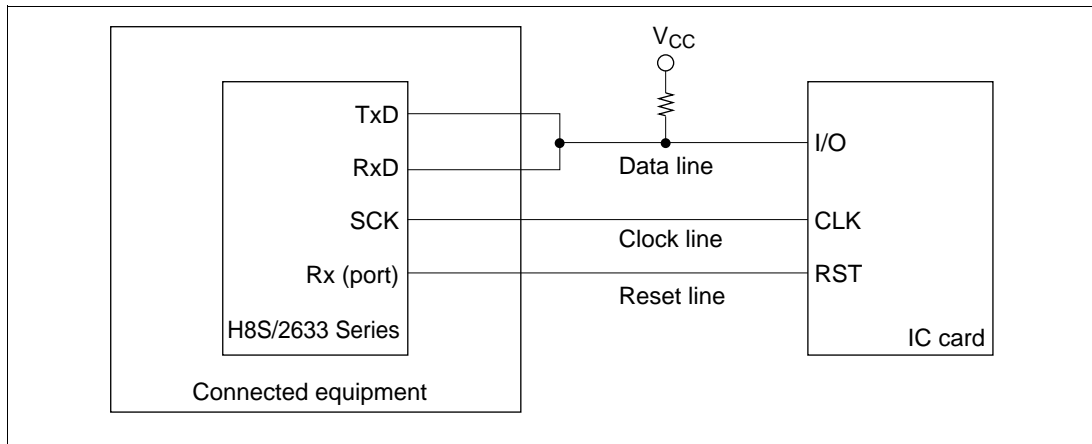 VCC
TxD
I/O
RxD
Data line
SCK
CLK
Clock line
Rx (port)
RST
Reset line
H8S/2633 Series
IC card
Connected equipment